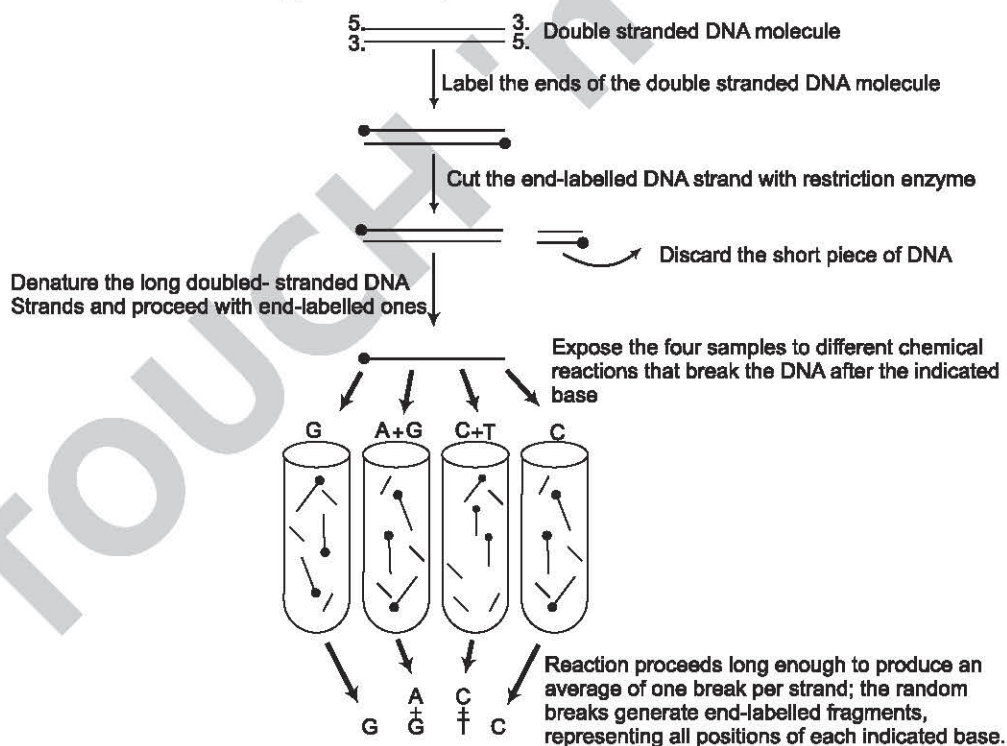 5. 3.
3. 5.
Double stranded DNA molecule
Label the ends of the double stranded DNA molecule
Cut the end-labelled DNA strand with restriction enzyme
Discard the short piece of DNA
Denature the long doubled- stranded DNA
Strands and proceed with end-labelled ones
Expose the four samples to different chemical
reactions that break the DNA after the indicated
base
G A+G C+T C
Reaction proceeds long enough to produce an
average of one break per strand; the random
breaks generate end-labelled fragments,
representing all positions of each indicated base.
G A+G C+T C
TOUCH 'n